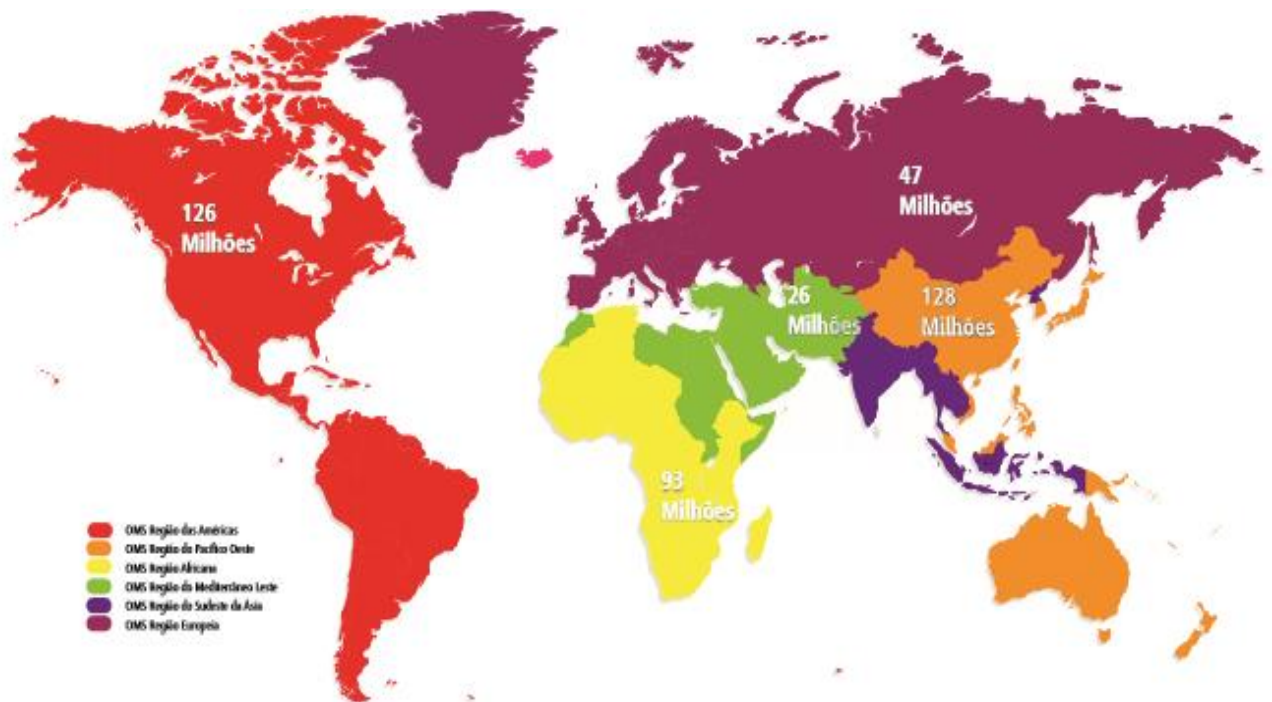 126
Milhões
47
Milhões
26
Milhões
128
Milhões
93
Milhões
OMS Região das Américas
OMS Região do Pacífico Oeste
OMS Região Africana
OMS Região do Mediterrâneo Leste
OMS Região do Sudeste da Ásia
OMS Região Europeia